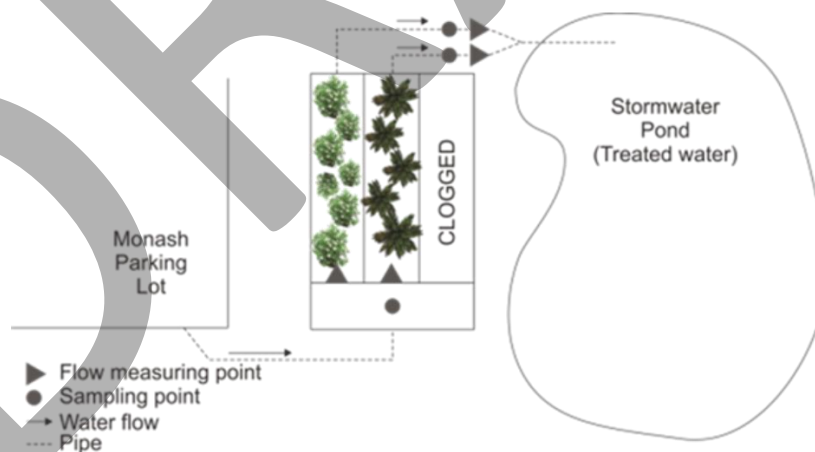 Stormwater
Pond
(Treated water)
CLOGGED
Monash
Parking
Lot
Flow measuring point
Sampling point
Water flow
Pipe